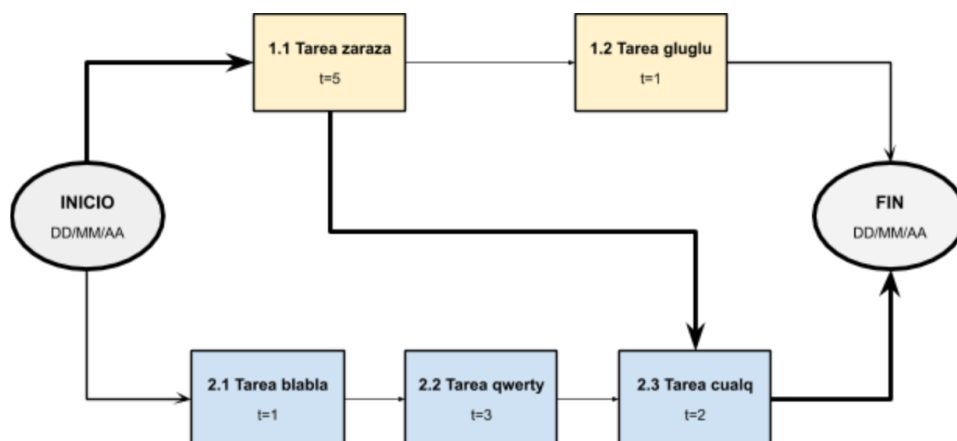 1.1 Tarea zaraza
t=5
1.2 Tarea gluglu
t=1
INICIO
DD/MM/AA
FIN
DD/MM/AA
2.1 Tarea blabla
t=1
2.2 Tarea qwerty
t=3
2.3 Tarea cualq
t=2